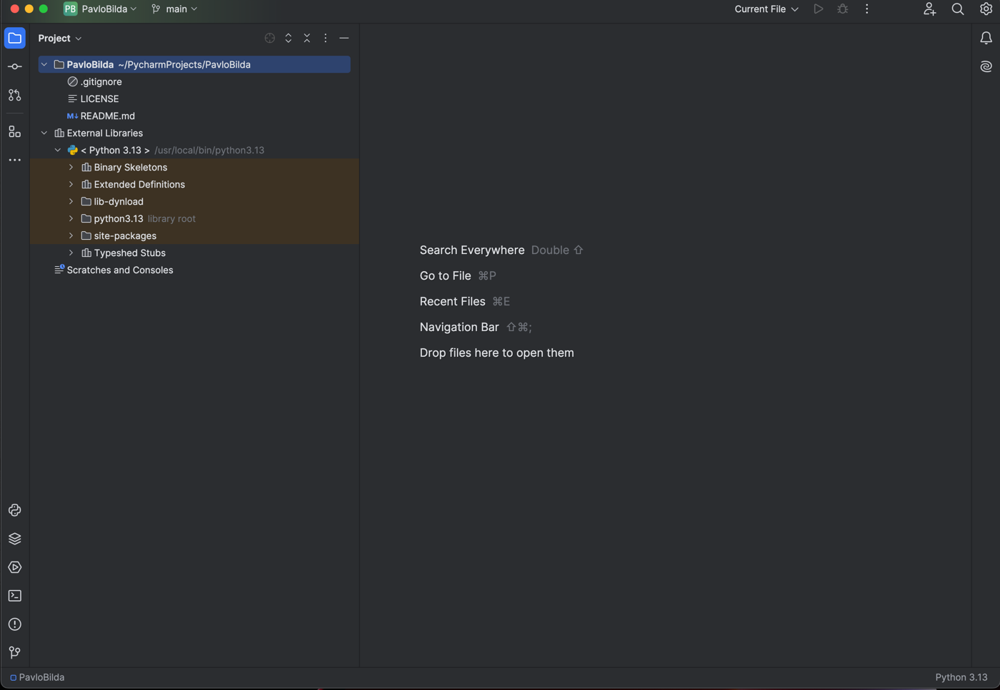 PB PavloBilda main Current File
Project
PavloBilda ~/PycharmProjects/PavloBilda
.gitignore
LICENSE
M↓ README.md
External Libraries
< Python 3.13 > /usr/local/bin/python3.13
Binary Skeletons
Extended Definitions
lib-dynload
python3.13 library root
site-packages
Typeshed Stubs
Scratches and Consoles
Search Everywhere Double ⇧
Go to File ⌘P
Recent Files ⌘E
Navigation Bar ⇧⌘;
Drop files here to open them
PavloBilda Python 3.13